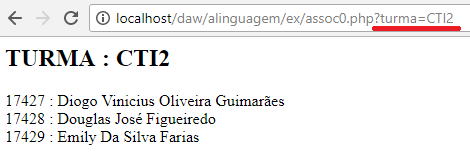 localhost/daw/alinguagem/ex/assoc0.php?turma=CTI2
TURMA : CTI2
17427 : Diogo Vinicius Oliveira Guimarães
17428 : Douglas José Figueiredo
17429 : Emily Da Silva Farias